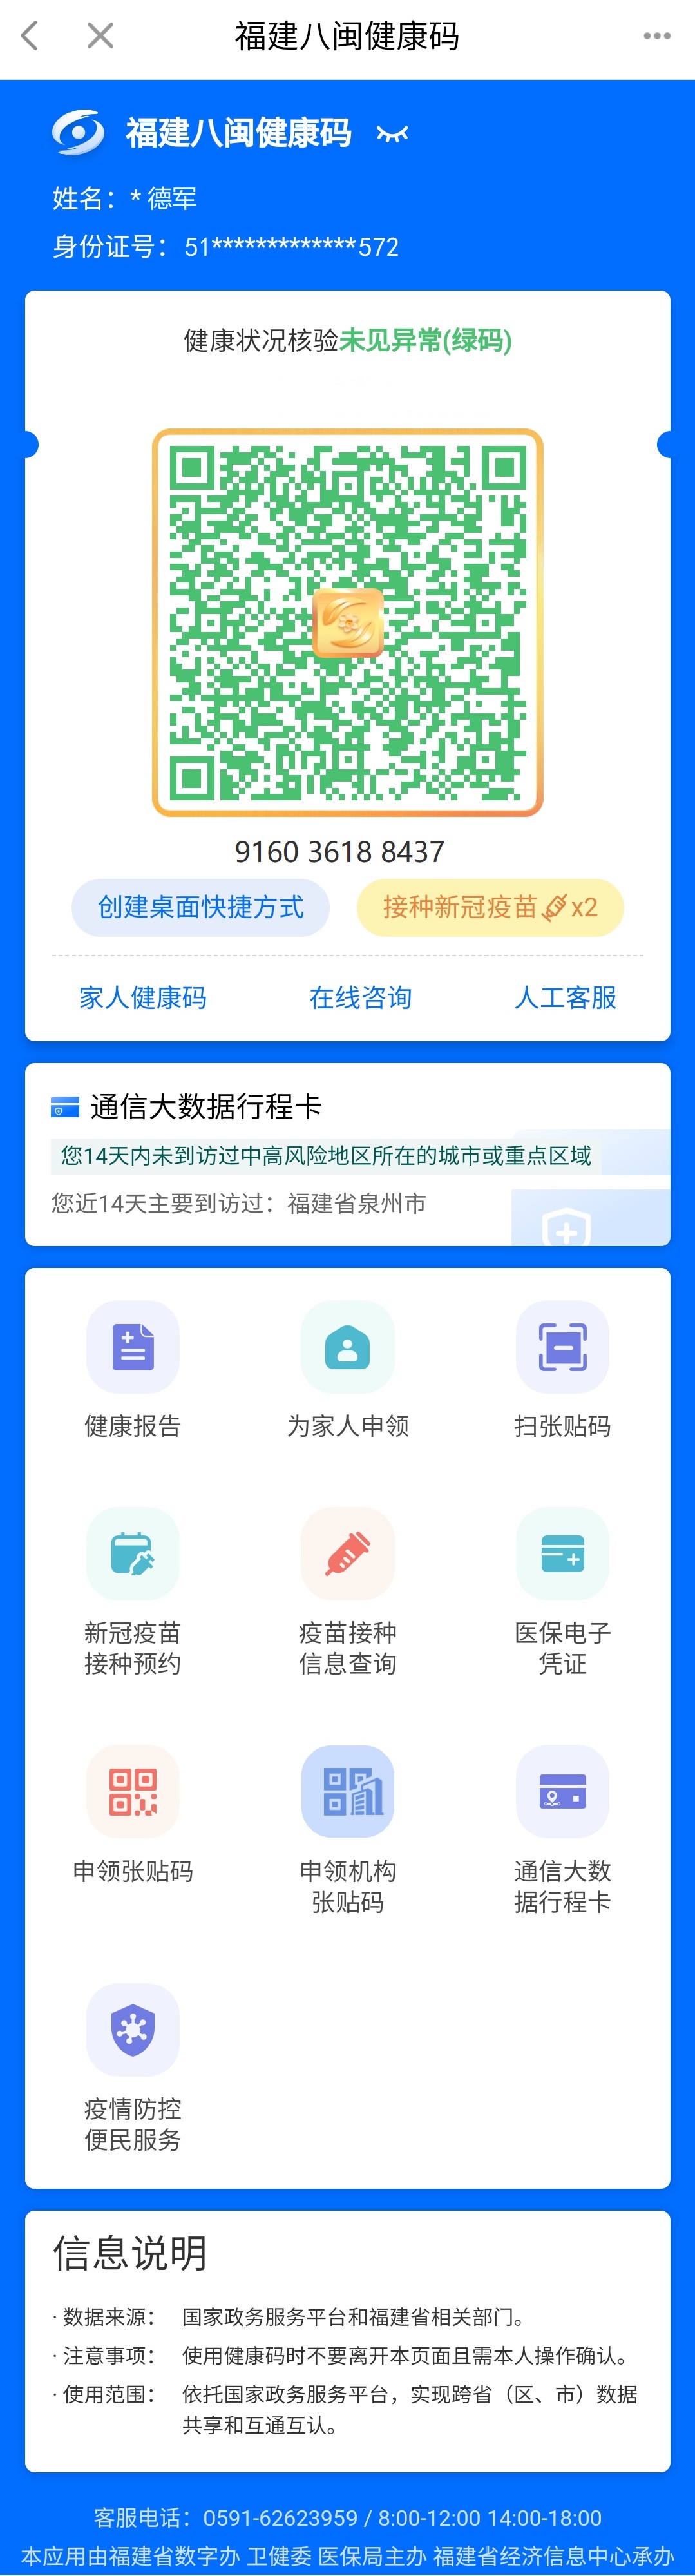 福建八闽健康码
福建八闽健康码
姓名：*德军
身份证号：51*************572
健康状况核验未见异常(绿码)
9160 3618 8437
创建桌面快捷方式
接种新冠疫苗x2
家人健康码
在线咨询
人工客服
通信大数据行程卡
您14天内未到访过中高风险地区所在的城市或重点区域
您近14天主要到访过：福建省泉州市
健康报告
为家人申领
扫张贴码
新冠疫苗
接种预约
疫苗接种
信息查询
医保电子
凭证
申领张贴码
申领机构
张贴码
通信大数
据行程卡
疫情防控
便民服务
信息说明
· 数据来源： 国家政务服务平台和福建省相关部门。
· 注意事项： 使用健康码时不要离开本页面且需本人操作确认。
· 使用范围： 依托国家政务服务平台，实现跨省（区、市）数据
共享和互通互认。
客服电话：0591-62623959 / 8:00-12:00 14:00-18:00
本应用由福建省数字办 卫健委 医保局主办 福建省经济信息中心承办